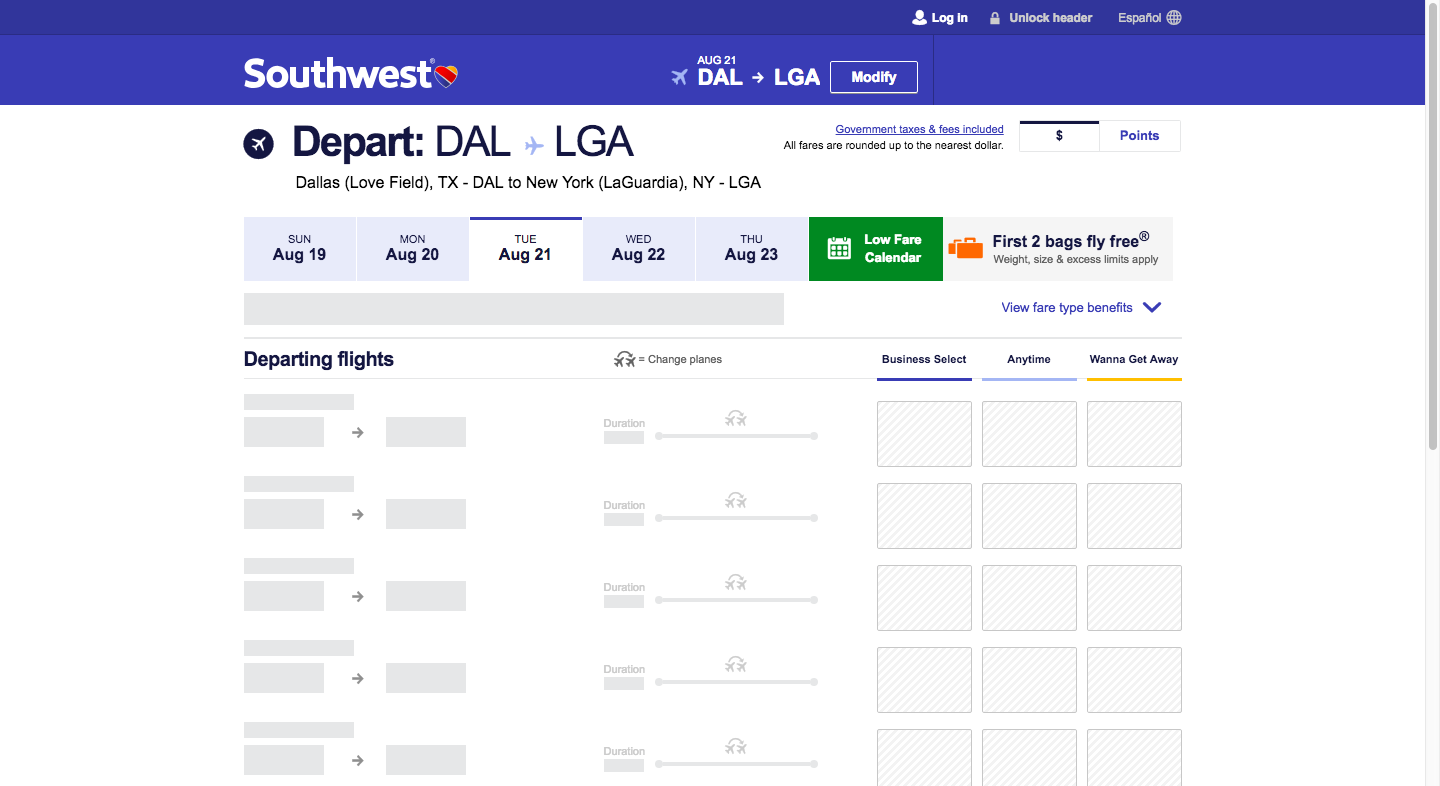 Log in
Unlock header
Español
Southwest®
AUG 21
DAL LGA
Modify
Depart: DAL LGA
Government taxes & fees included
All fares are rounded up to the nearest dollar.
$
Points
Dallas (Love Field), TX - DAL to New York (LaGuardia), NY - LGA
SUN
Aug 19
MON
Aug 20
TUE
Aug 21
WED
Aug 22
THU
Aug 23
Low Fare
Calendar
First 2 bags fly free®
Weight, size & excess limits apply
View fare type benefits
Departing flights
= Change planes
Business Select
Anytime
Wanna Get Away
Duration
Duration
Duration
Duration
Duration